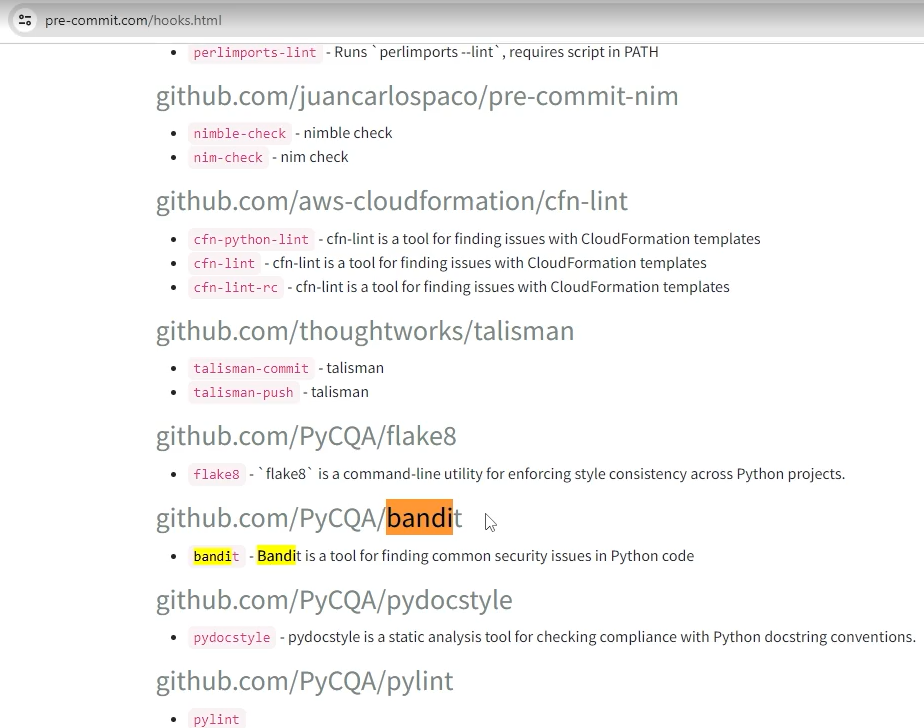 pre-commit.com/hooks.html
perlimports-lint - Runs `perlimports --lint`, requires script in PATH
github.com/juancarlospaco/pre-commit-nim
nimble-check - nimble check
nim-check - nim check
github.com/aws-cloudformation/cfn-lint
cfn-python-lint - cfn-lint is a tool for finding issues with CloudFormation templates
cfn-lint - cfn-lint is a tool for finding issues with CloudFormation templates
cfn-lint-rc - cfn-lint is a tool for finding issues with CloudFormation templates
github.com/thoughtworks/talisman
talisman-commit - talisman
talisman-push - talisman
github.com/PyCQA/flake8
flake8 - `flake8` is a command-line utility for enforcing style consistency across Python projects.
github.com/PyCQA/bandit
bandit - Bandit is a tool for finding common security issues in Python code
github.com/PyCQA/pydocstyle
pydocstyle - pydocstyle is a static analysis tool for checking compliance with Python docstring conventions.
github.com/PyCQA/pylint
pylint